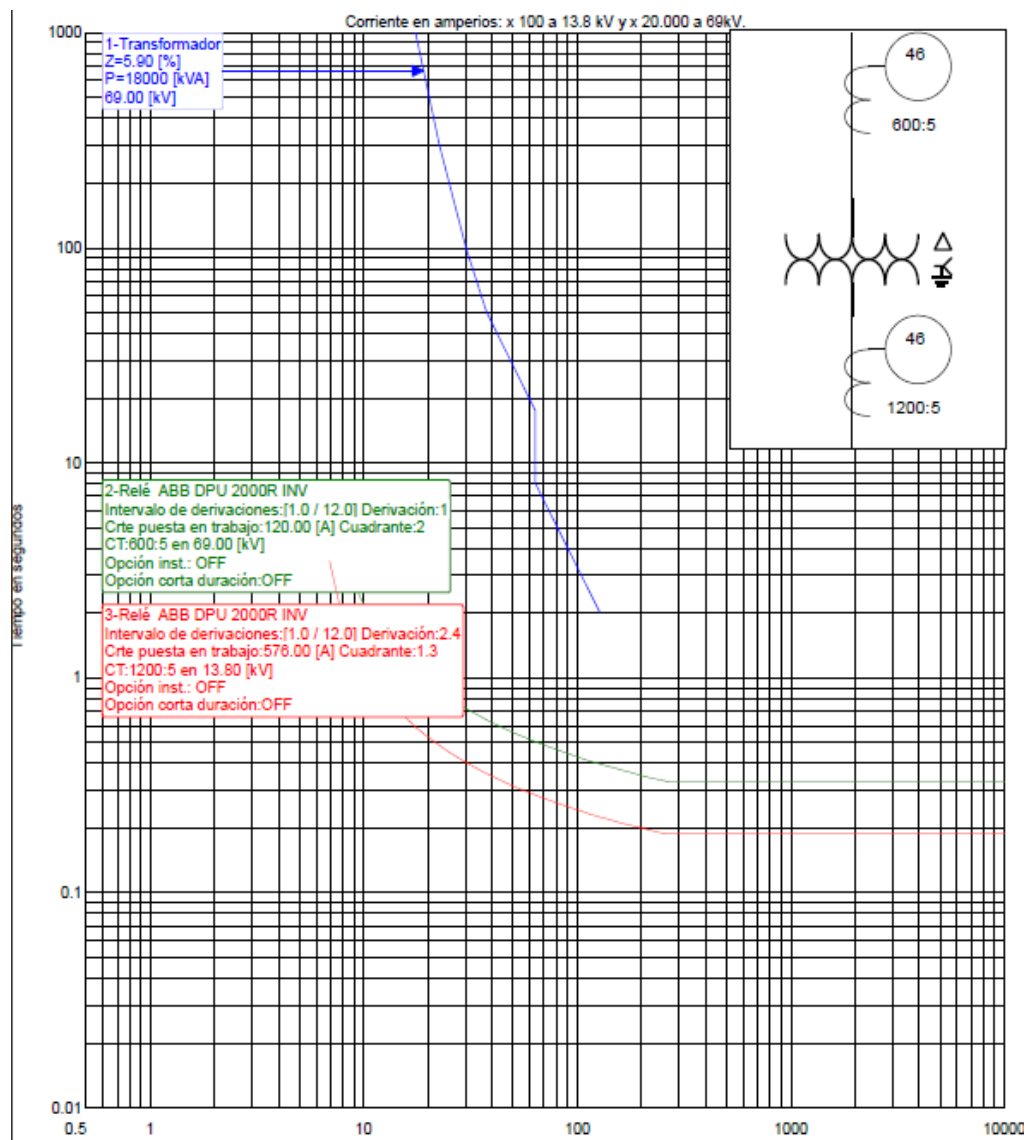 Corriente en amperios: x 100 a 13.8 kV y x 20.000 a 69kV.
1000
1-Transformador
Z=5.90 [%]
P=18000 [kVA]
69.00 [kV]
46
600:5
100
46
1200:5
10
2-Relé ABB DPU 2000R INV
Intervalo de derivaciones:[1.0 / 12.0] Derivación:1
Crte puesta en trabajo:120.00 [A] Cuadrante:2
CT:600:5 en 69.00 [kV]
Opción inst.: OFF
Opción corta duración:OFF
Tiempo en segundos
3-Relé ABB DPU 2000R INV
Intervalo de derivaciones:[1.0 / 12.0] Derivación:2.4
Crte puesta en trabajo:576.00 [A] Cuadrante:1.3
CT:1200:5 en 13.80 [kV]
Opción inst.: OFF
Opción corta duración:OFF
1
0.1
0.01
0.5 1 10 100 1000 10000